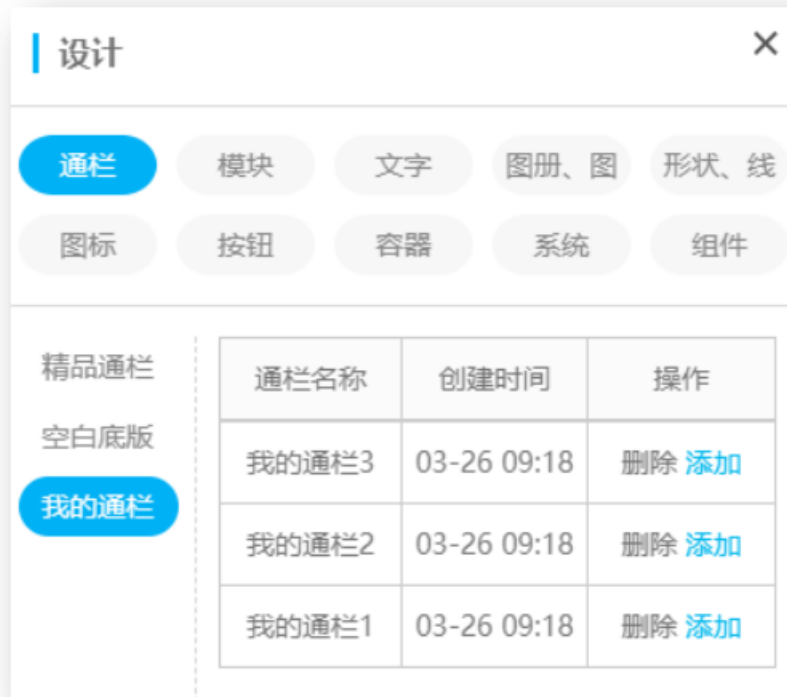 设计
通栏 模块 文字 图册、图 形状、线
图标 按钮 容器 系统 组件
精品通栏
空白底版
我的通栏
通栏名称 创建时间 操作
我的通栏3 03-26 09:18 删除 添加
我的通栏2 03-26 09:18 删除 添加
我的通栏1 03-26 09:18 删除 添加